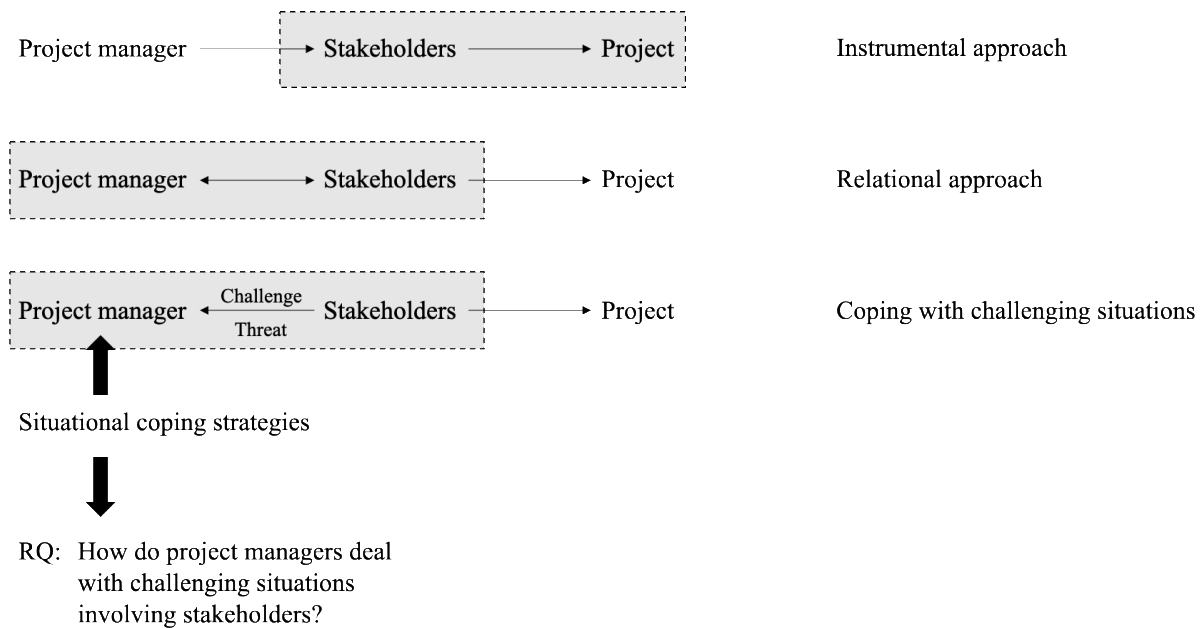 Project manager Stakeholders Project Instrumental approach
Project manager Stakeholders Project Relational approach
Challenge
Project manager Stakeholders Project Coping with challenging situations
Threat
Situational coping strategies
RQ: How do project managers deal
with challenging situations
involving stakeholders?